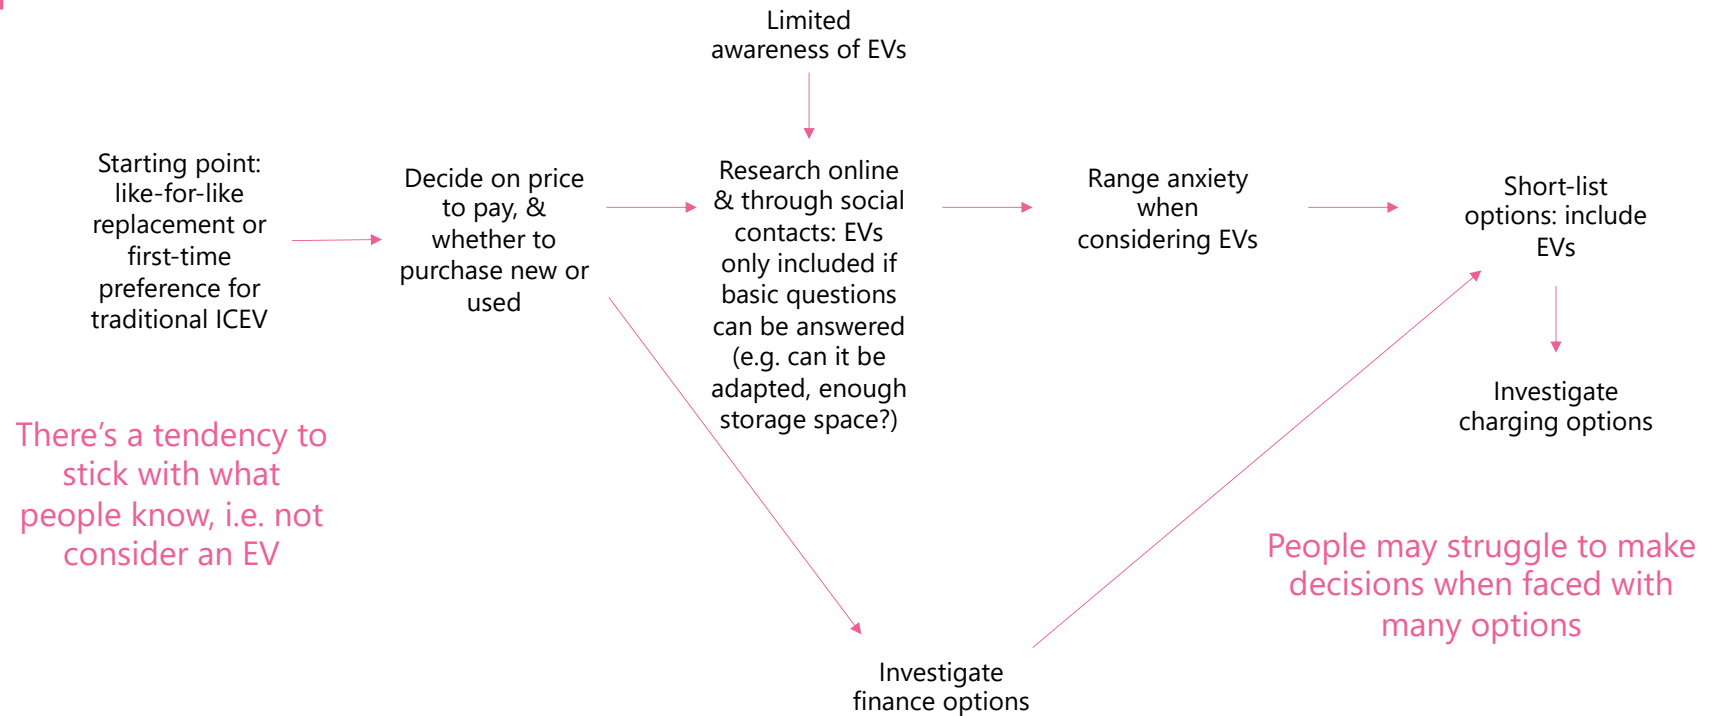 Limited
awareness of EVs
Starting point:
like-for-like
replacement or
first-time
preference for
traditional ICEV
Decide on price
to pay, &
whether to
purchase new or
used
Research online
& through social
contacts: EVs
only included if
basic questions
can be answered
(e.g. can it be
adapted, enough
storage space?)
Range anxiety
when
considering EVs
Short-list
options: include
EVs
Investigate
charging options
There's a tendency to
stick with what
people know, i.e. not
consider an EV
People may struggle to make
decisions when faced with
many options
Investigate
finance options